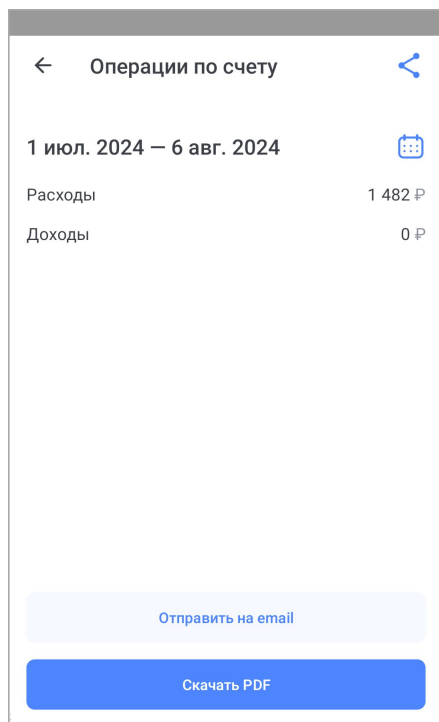 Операции по счету
1 июл. 2024 — 6 авг. 2024
Расходы 1 482 ₽
Доходы 0 ₽
Отправить на email
Скачать PDF